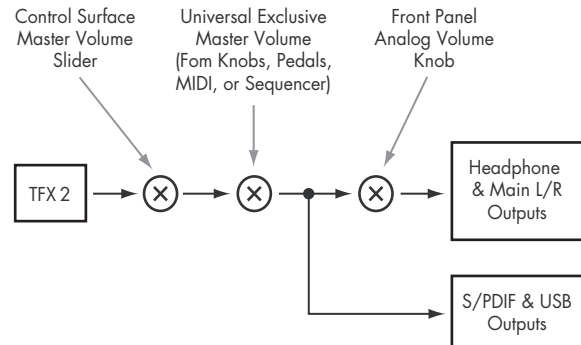 Control Surface
Master Volume
Slider
Universal Exclusive
Master Volume
(Fom Knobs, Pedals,
MIDI, or Sequencer)
Front Panel
Analog Volume
Knob
TFX 2
Headphone
& Main L/R
Outputs
S/PDIF & USB
Outputs